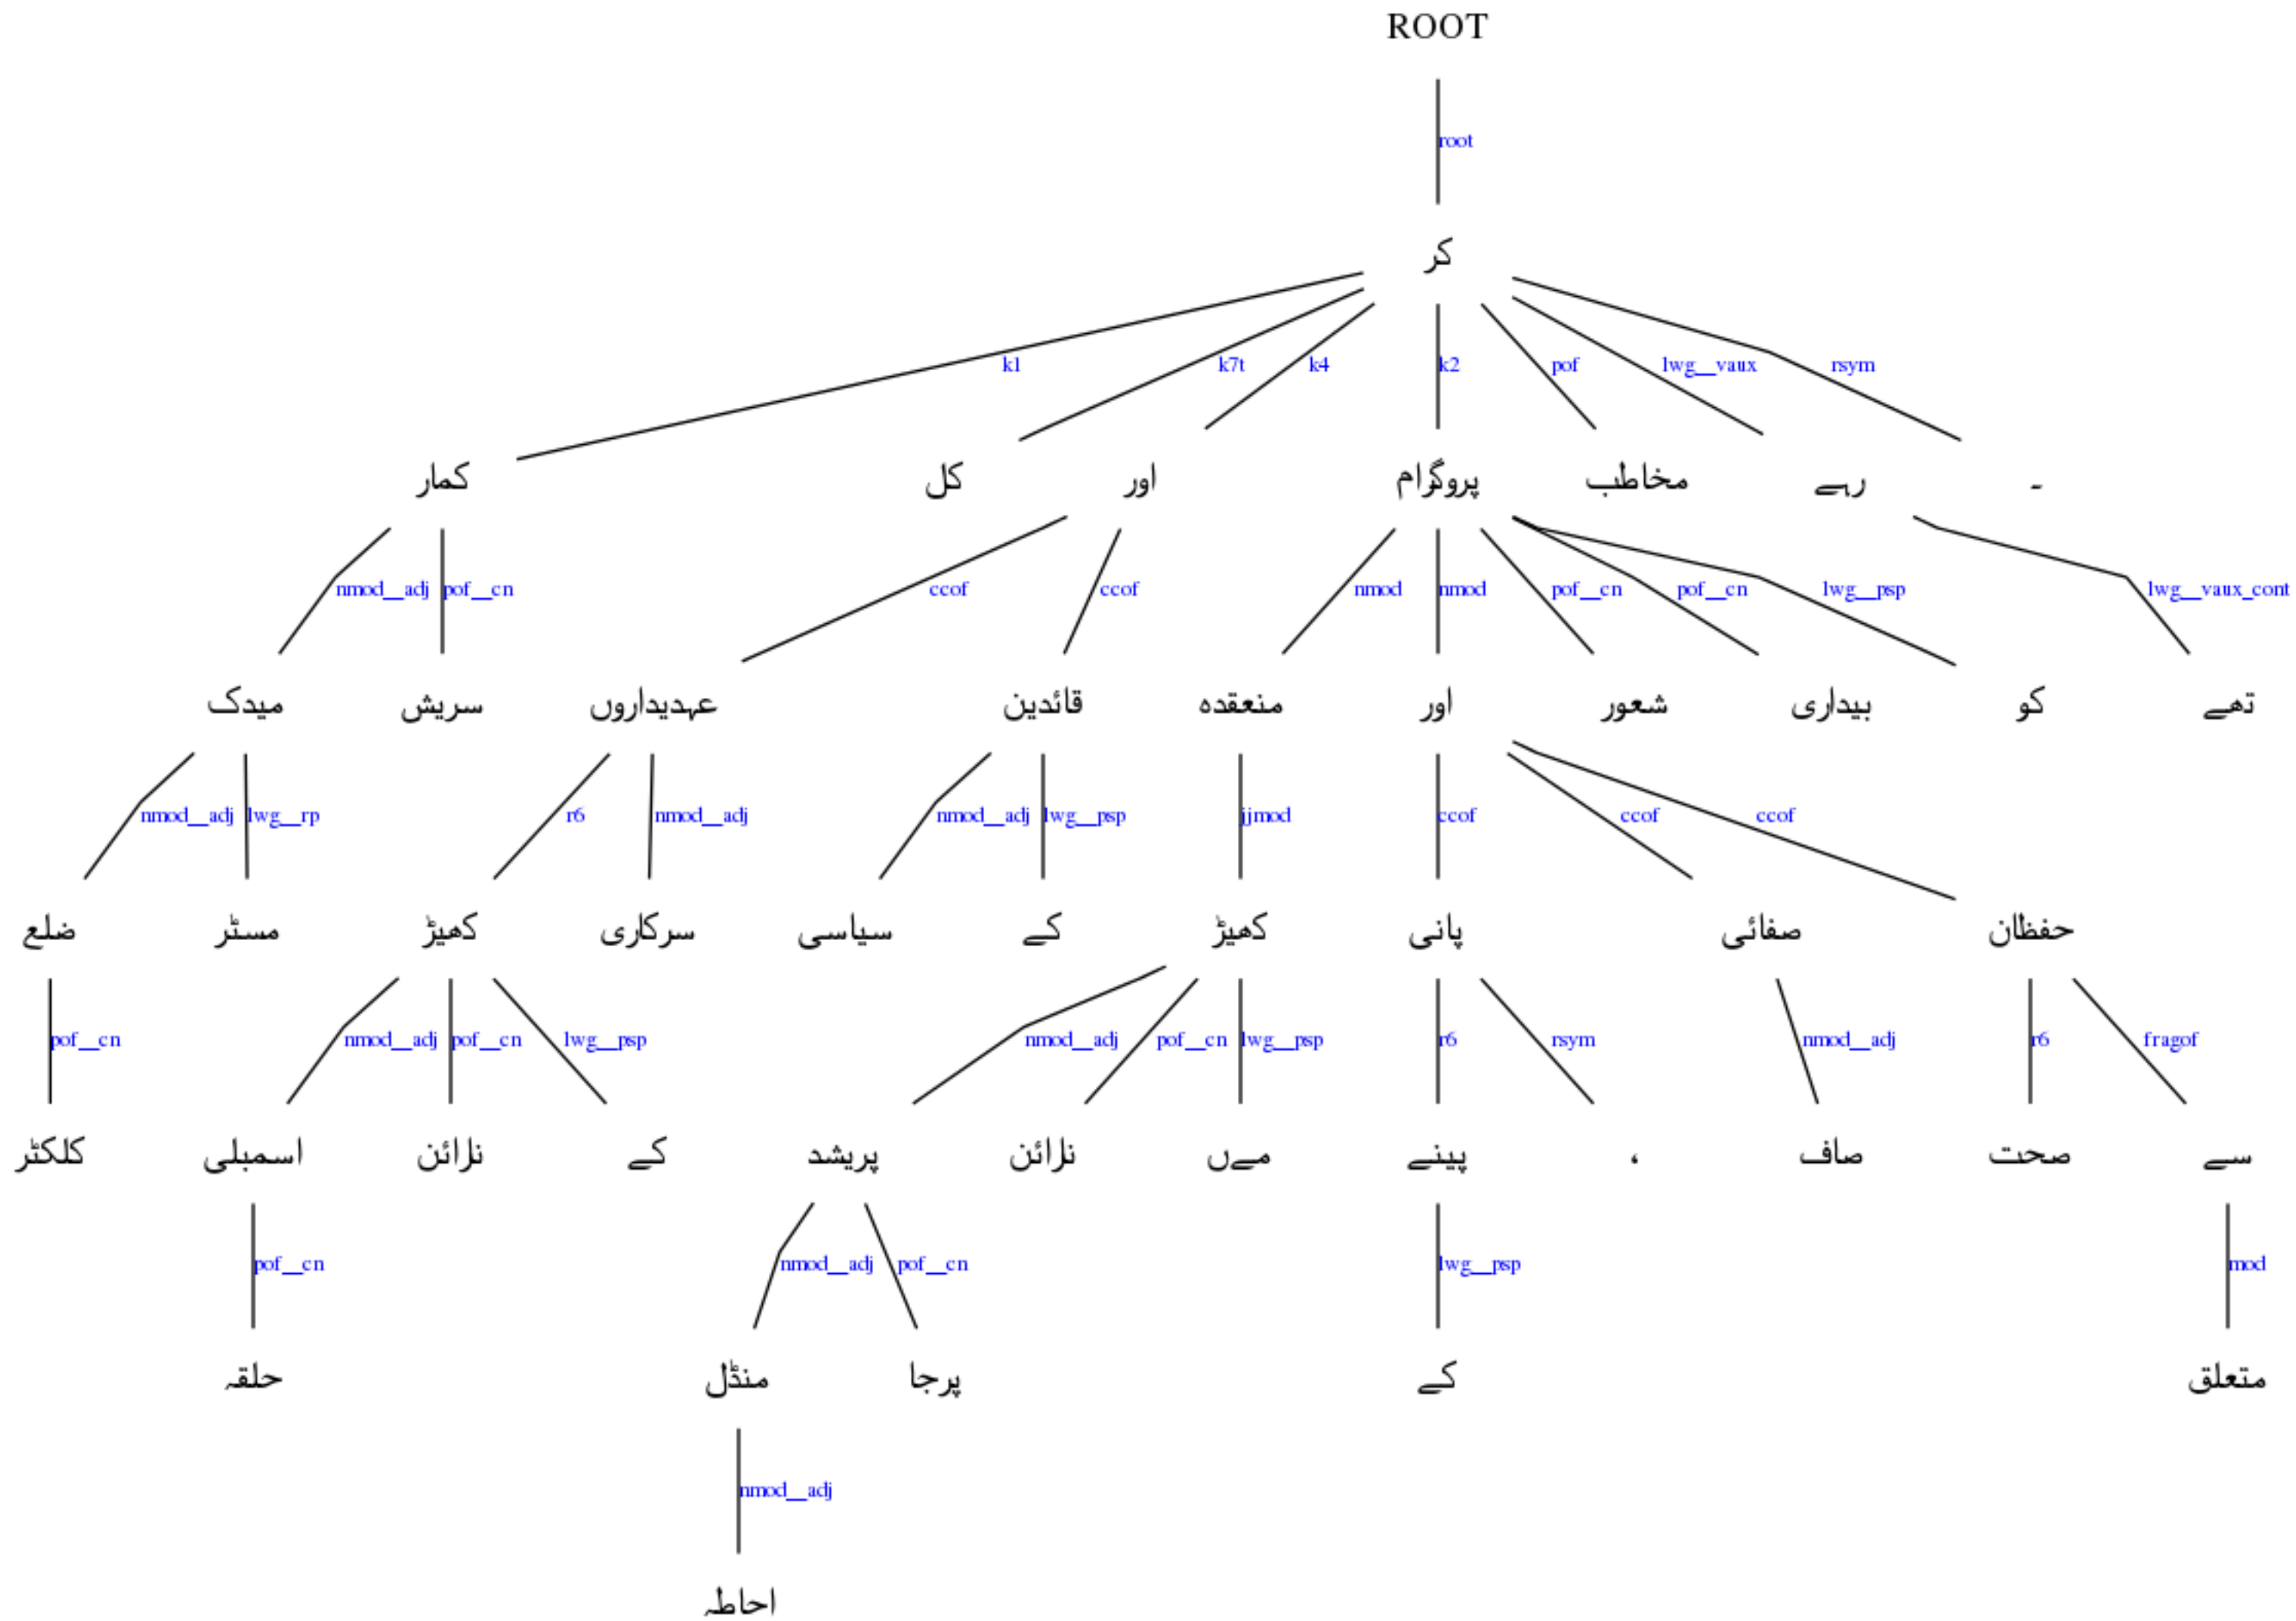 ROOT
root
کر
k1 k7t k4 k2 pof lwg__vaux rsym
کمار کل اور پروگرام مخاطب رہے ۔
nmod__adj pof__cn ccof ccof nmod nmod pof__cn pof__cn lwg__psp lwg__vaux_cont
میدک سریش عہدیداروں قائدین منعقدہ اور شعور بیداری کو تھے
nmod__adj lwg__rp r6 nmod__adj nmod__adj lwg__psp jjmod ccof ccof ccof
ضلع مسٹر کھیڑ سرکاری سیاسی کے کھیڑ پانی صفائی حفظان
pof__cn nmod__adj pof__cn lwg__psp nmod__adj pof__cn lwg__psp r6 rsym nmod__adj r6 fragof
کلکٹر اسمبلی نرائن کے پریشد نرائن مےں پینے ، صاف صحت سے
pof__cn nmod__adj pof__cn lwg__psp mod
حلقہ منڈل پرجا کے متعلق
nmod__adj
احاطہ